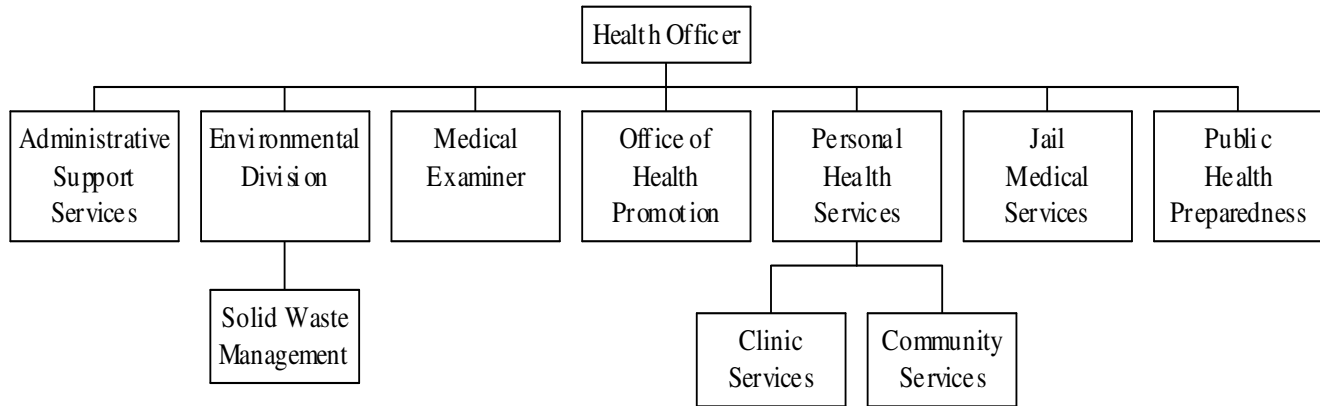 Health Officer
Administrative
Support
Services
Environmental
Division
Medical
Examiner
Office of
Health
Promotion
Personal
Health
Services
Jail
Medical
Services
Public
Health
Preparedness
Solid Waste
Management
Clinic
Services
Community
Services